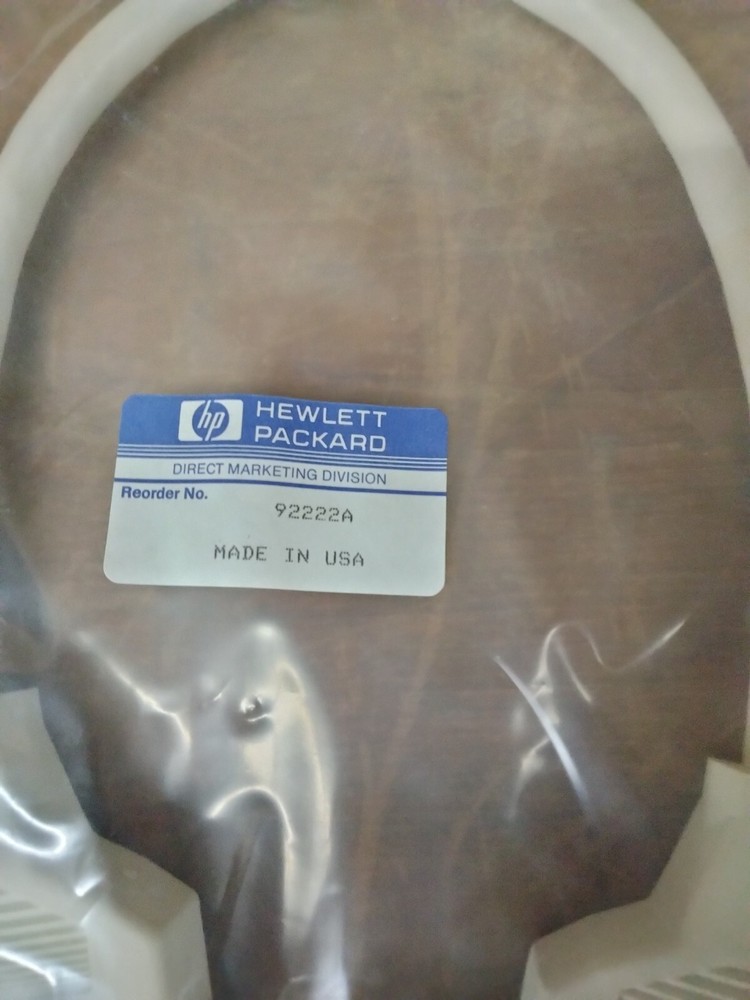 hp HEWLETT
PACKARD
DIRECT MARKETING DIVISION
Reorder No.
92222A
MADE IN USA